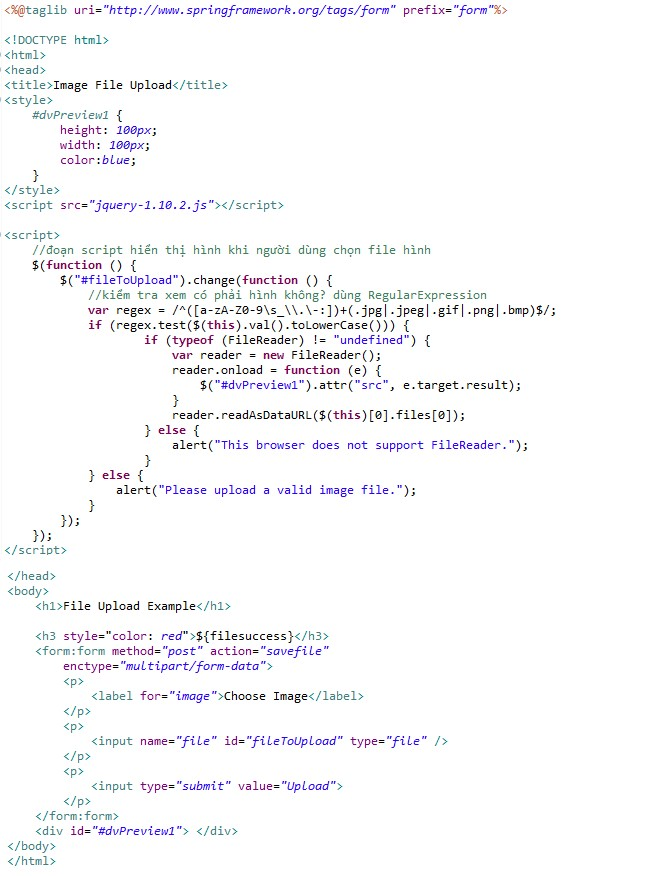 <%@taglib uri="http://www.springframework.org/tags/form" prefix="form"%>
<!DOCTYPE html>
<html>
<head>
<title>Image File Upload</title>
<style>
    #dvPreview1 {
        height: 100px;
        width: 100px;
        color:blue;
    }
</style>
<script src="jquery-1.10.2.js"></script>
<script>
    //đoạn script hiển thị hình khi người dùng chọn file hình
    $(function () {
        $("#fileToUpload").change(function () {
            //kiểm tra xem có phải hình không? dùng RegularExpression
            var regex = /^([a-zA-Z0-9\s_\\.\-:])+(.jpg|.jpeg|.gif|.png|.bmp)$/;
            if (regex.test($(this).val().toLowerCase())) {
                    if (typeof (FileReader) != "undefined") {
                        var reader = new FileReader();
                        reader.onload = function (e) {
                            $("#dvPreview1").attr("src", e.target.result);
                        }
                        reader.readAsDataURL($(this)[0].files[0]);
                    } else {
                        alert("This browser does not support FileReader.");
                    }
            } else {
                alert("Please upload a valid image file.");
            }
        });
    });
</script>
</head>
<body>
    <h1>File Upload Example</h1>
    <h3 style="color: red">${filesuccess}</h3>
    <form:form method="post" action="savefile"
        enctype="multipart/form-data">
        <p>
            <label for="image">Choose Image</label>
        </p>
        <p>
            <input name="file" id="fileToUpload" type="file" />
        </p>
        <p>
            <input type="submit" value="Upload">
        </p>
    </form:form>
    <div id="#dvPreview1"> </div>
</body>
</html>